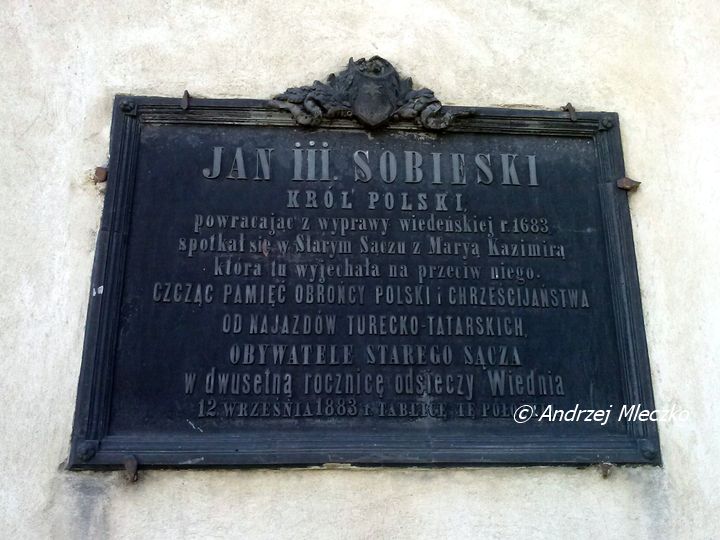 JAN iii. SOBIESKI
KRÓL POLSKI,
powracając z wyprawy wiedeńskiej r. 1683
spotkał się w Starym Sączu z Maryą Kazimirą
która tu wyjechała na przeciw niego.
CZCZĄC PAMIĘĆ OBROŃCY POLSKI i CHRZEŚCIJAŃSTWA
OD NAJAZDÓW TURECKO-TATARSKICH,
OBYWATELE STAREGO SĄCZA
w dwusetną rocznicę odsieczy Wiednia
12. WRZEŚNIA 1883 r. TABLICĘ TĘ
© Andrzej Mleczko